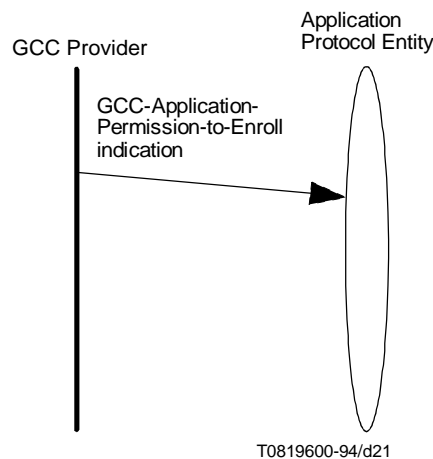 GCC Provider
Application
Protocol Entity
GCC-Application-
Permission-to-Enroll
indication
T0819600-94/d21